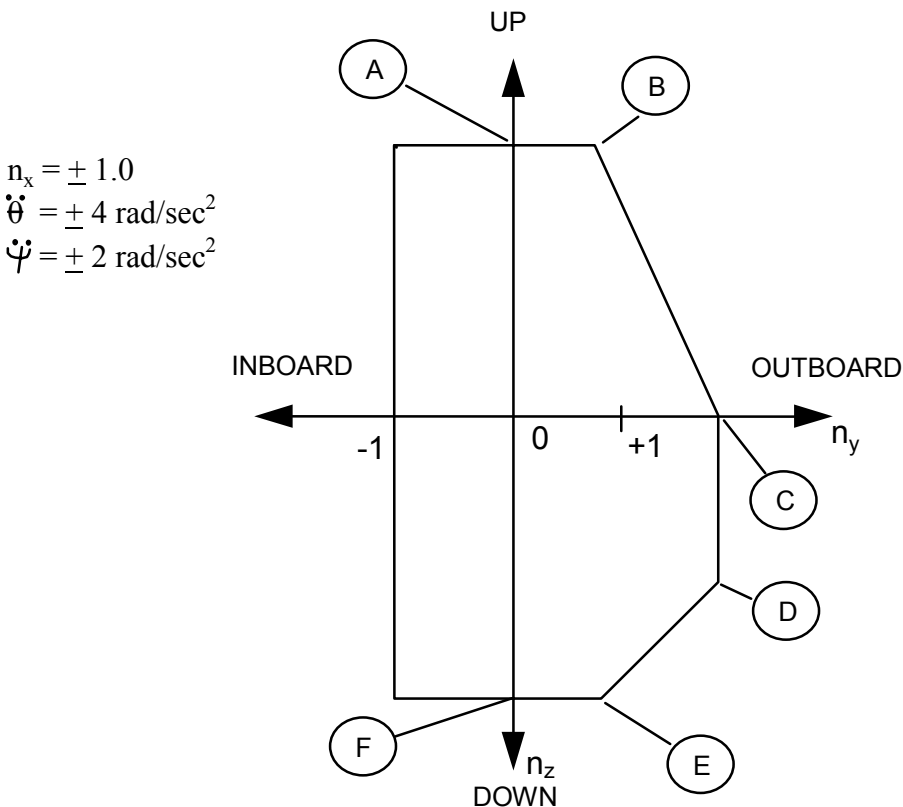 UP
A
B
n_x = ± 1.0
θ̈ = ± 4 rad/sec²
ψ̈ = ± 2 rad/sec²
INBOARD
OUTBOARD
-1
0
+1
n_y
C
D
F
E
n_z
DOWN